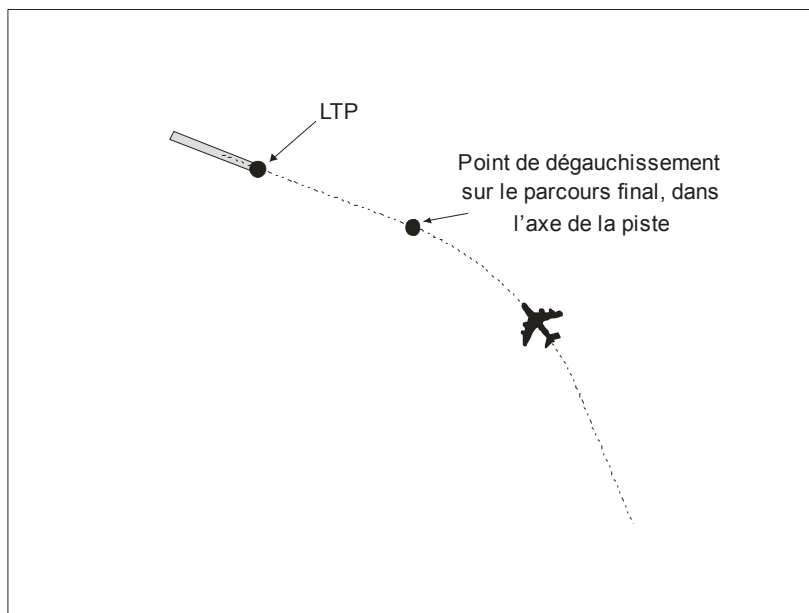 LTP
Point de dégauchissement
sur le parcours final, dans
l’axe de la piste